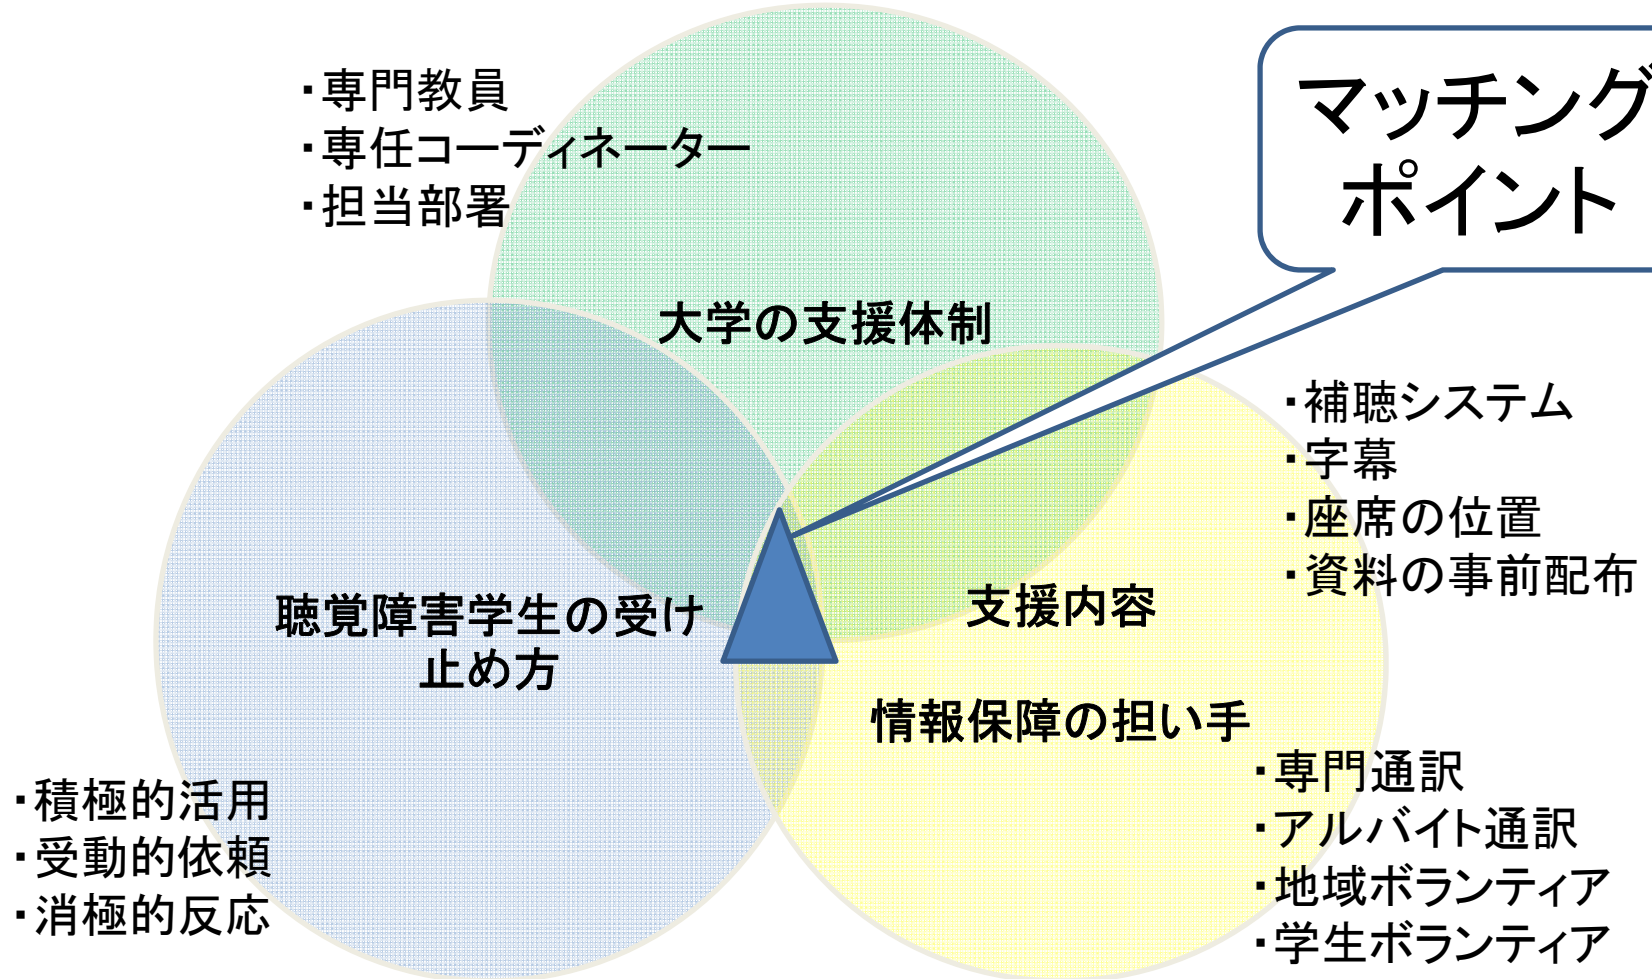 ・専門教員
・専任コーディネーター
・担当部署
マッチング
ポイント
大学の支援体制
・補聴システム
・字幕
・座席の位置
・資料の事前配布
聴覚障害学生の受け
止め方
支援内容
情報保障の担い手
・積極的活用
・受動的依頼
・消極的反応
・専門通訳
・アルバイト通訳
・地域ボランティア
・学生ボランティア